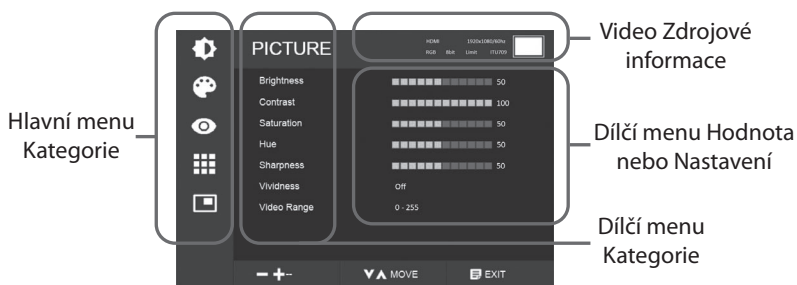 Hlavní menu
Kategorie
PICTURE
HDMI 1920x1080/60hz
RGB 8bit Limit ITU709
Brightness 50
Contrast 100
Saturation 50
Hue 50
Sharpness 50
Vividness Off
Video Range 0 - 255
MOVE EXIT
Video Zdrojové
informace
Dílčí menu Hodnota
nebo Nastavení
Dílčí menu
Kategorie